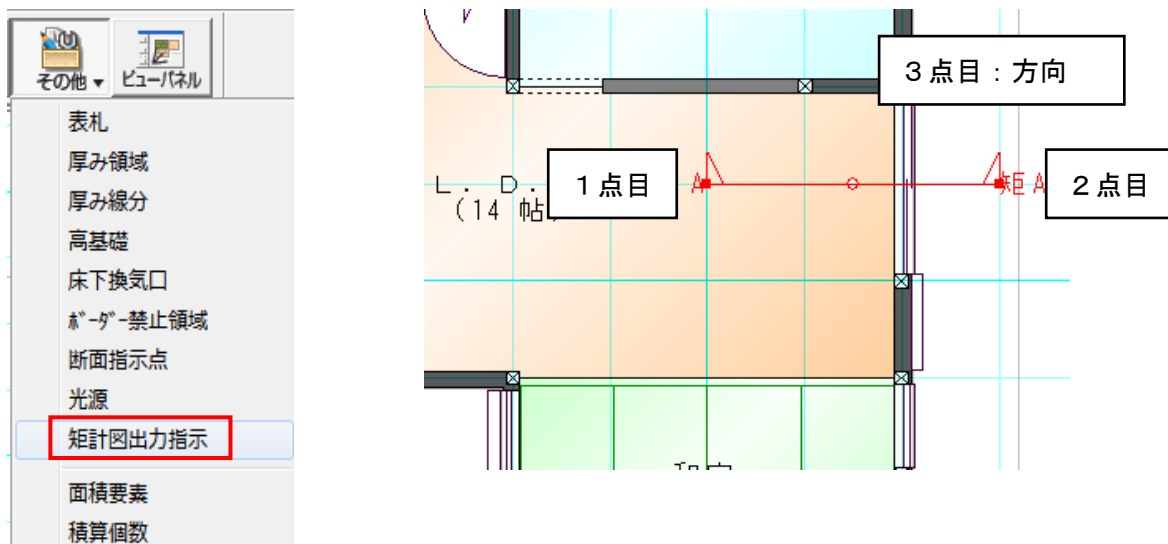 その他▼
ビューパネル
表札
厚み領域
厚み線分
高基礎
床下換気口
ﾎﾞｰﾀﾞｰ禁止領域
断面指示点
光源
矩計図出力指示
面積要素
積算個数
３点目：方向
L. D.
１点目
A
矩 A
２点目
(14 帖